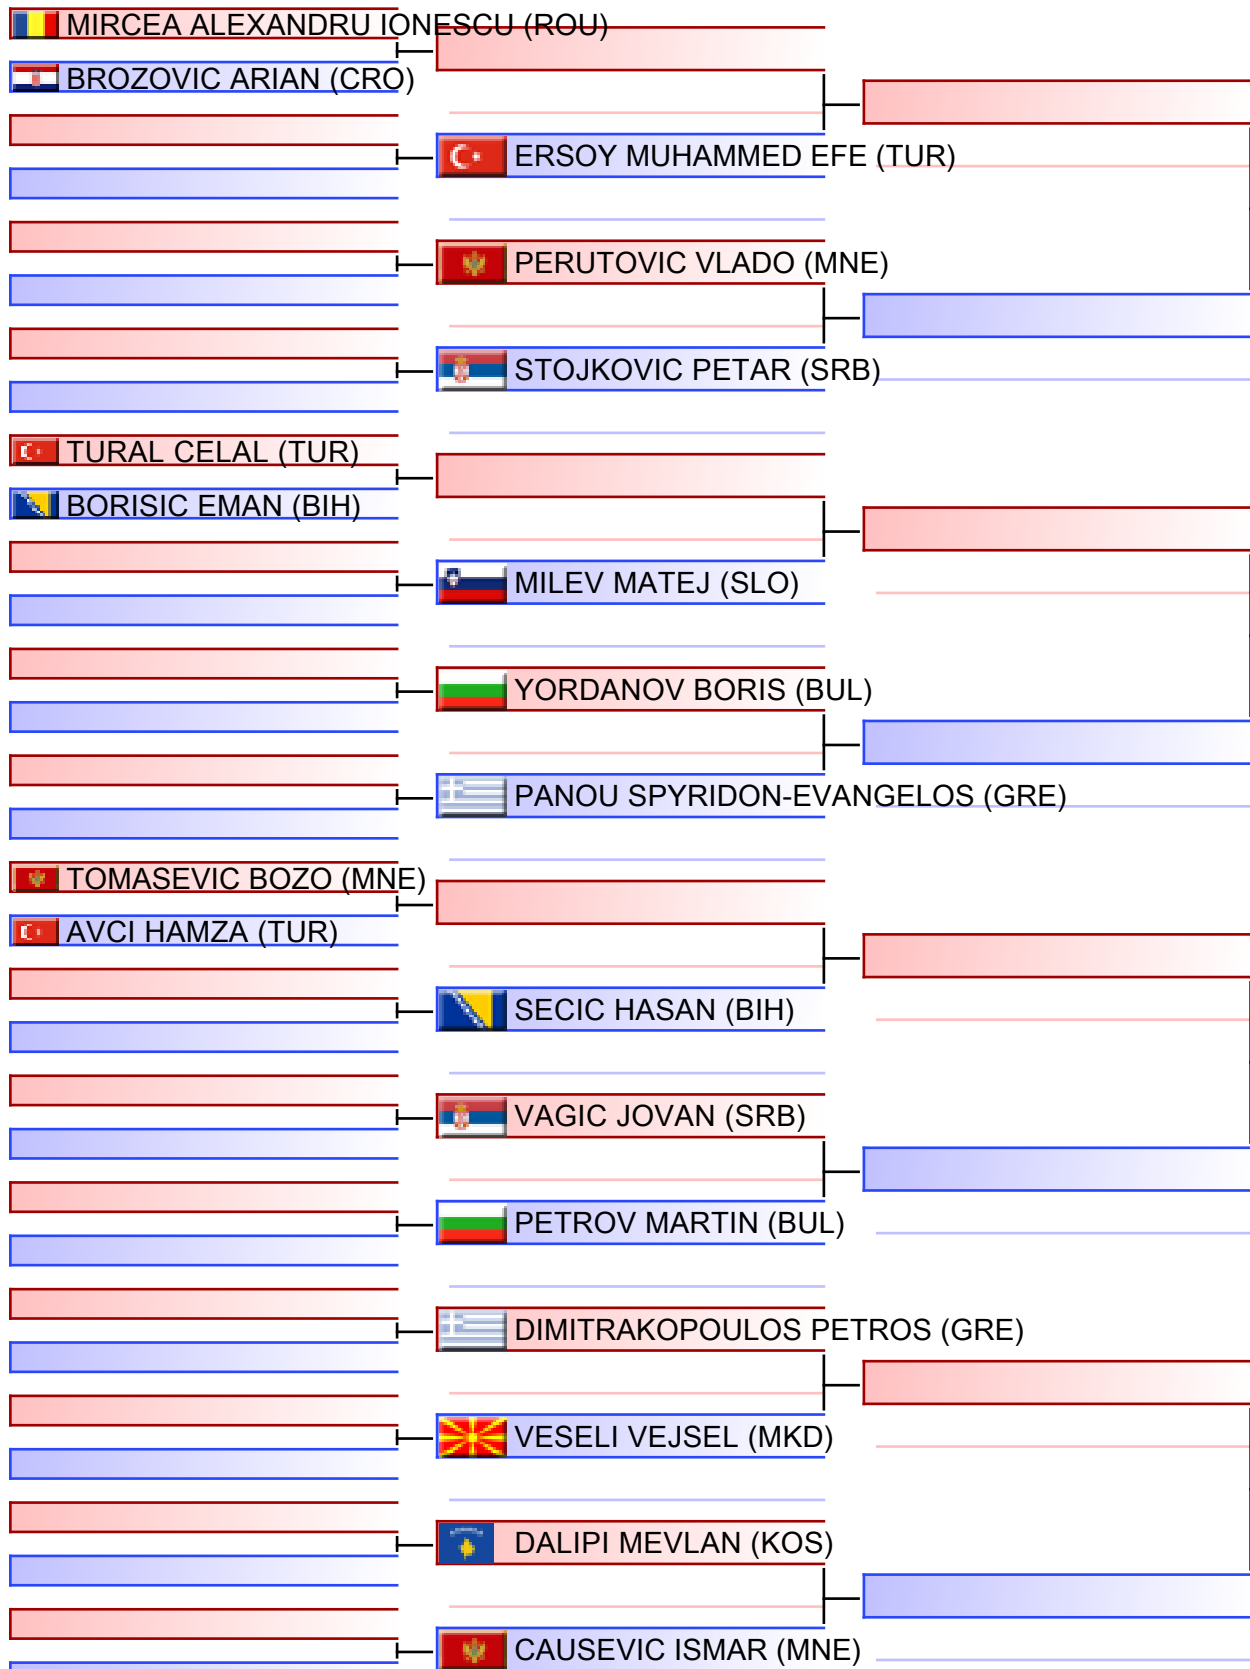 MIRCEA ALEXANDRU IONESCU (ROU)
BROZOVIC ARIAN (CRO)
ERSOY MUHAMMED EFE (TUR)
PERUTOVIC VLADO (MNE)
STOJKOVIC PETAR (SRB)
TURAL CELAL (TUR)
BORISIC EMAN (BIH)
MILEV MATEJ (SLO)
YORDANOV BORIS (BUL)
PANOU SPYRIDON-EVANGELOS (GRE)
TOMASEVIC BOZO (MNE)
AVCI HAMZA (TUR)
SECIC HASAN (BIH)
VAGIC JOVAN (SRB)
PETROV MARTIN (BUL)
DIMITRAKOPOULOS PETROS (GRE)
VESELI VEJSEL (MKD)
DALIPI MEVLAN (KOS)
CAUSEVIC ISMAR (MNE)